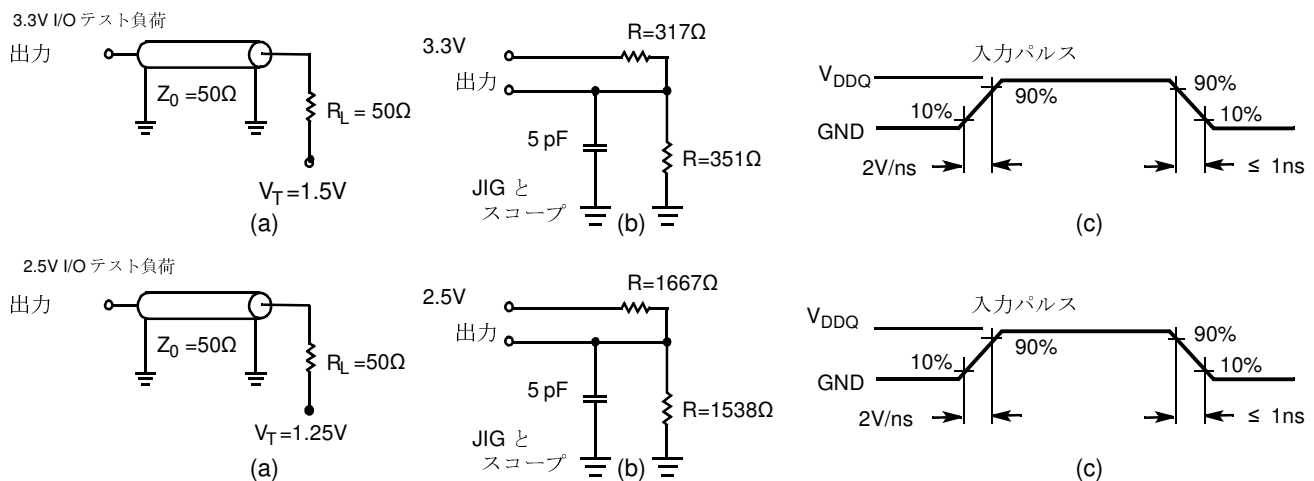 3.3V I/O テスト負荷
出力
Z0 = 50Ω
RL = 50Ω
VT =1.5V
(a)
3.3V
R=317Ω
出力
5 pF
R=351Ω
JIG と
スコープ
(b)
入力パルス
VDDQ
10%
90%
90%
10%
GND
2V/ns
≤ 1ns
(c)
2.5V I/O テスト負荷
出力
Z0 = 50Ω
RL =50Ω
VT=1.25V
(a)
2.5V
R=1667Ω
出力
5 pF
R=1538Ω
JIG と
スコープ
(b)
入力パルス
VDDQ
10%
90%
90%
10%
GND
2V/ns
≤ 1ns
(c)